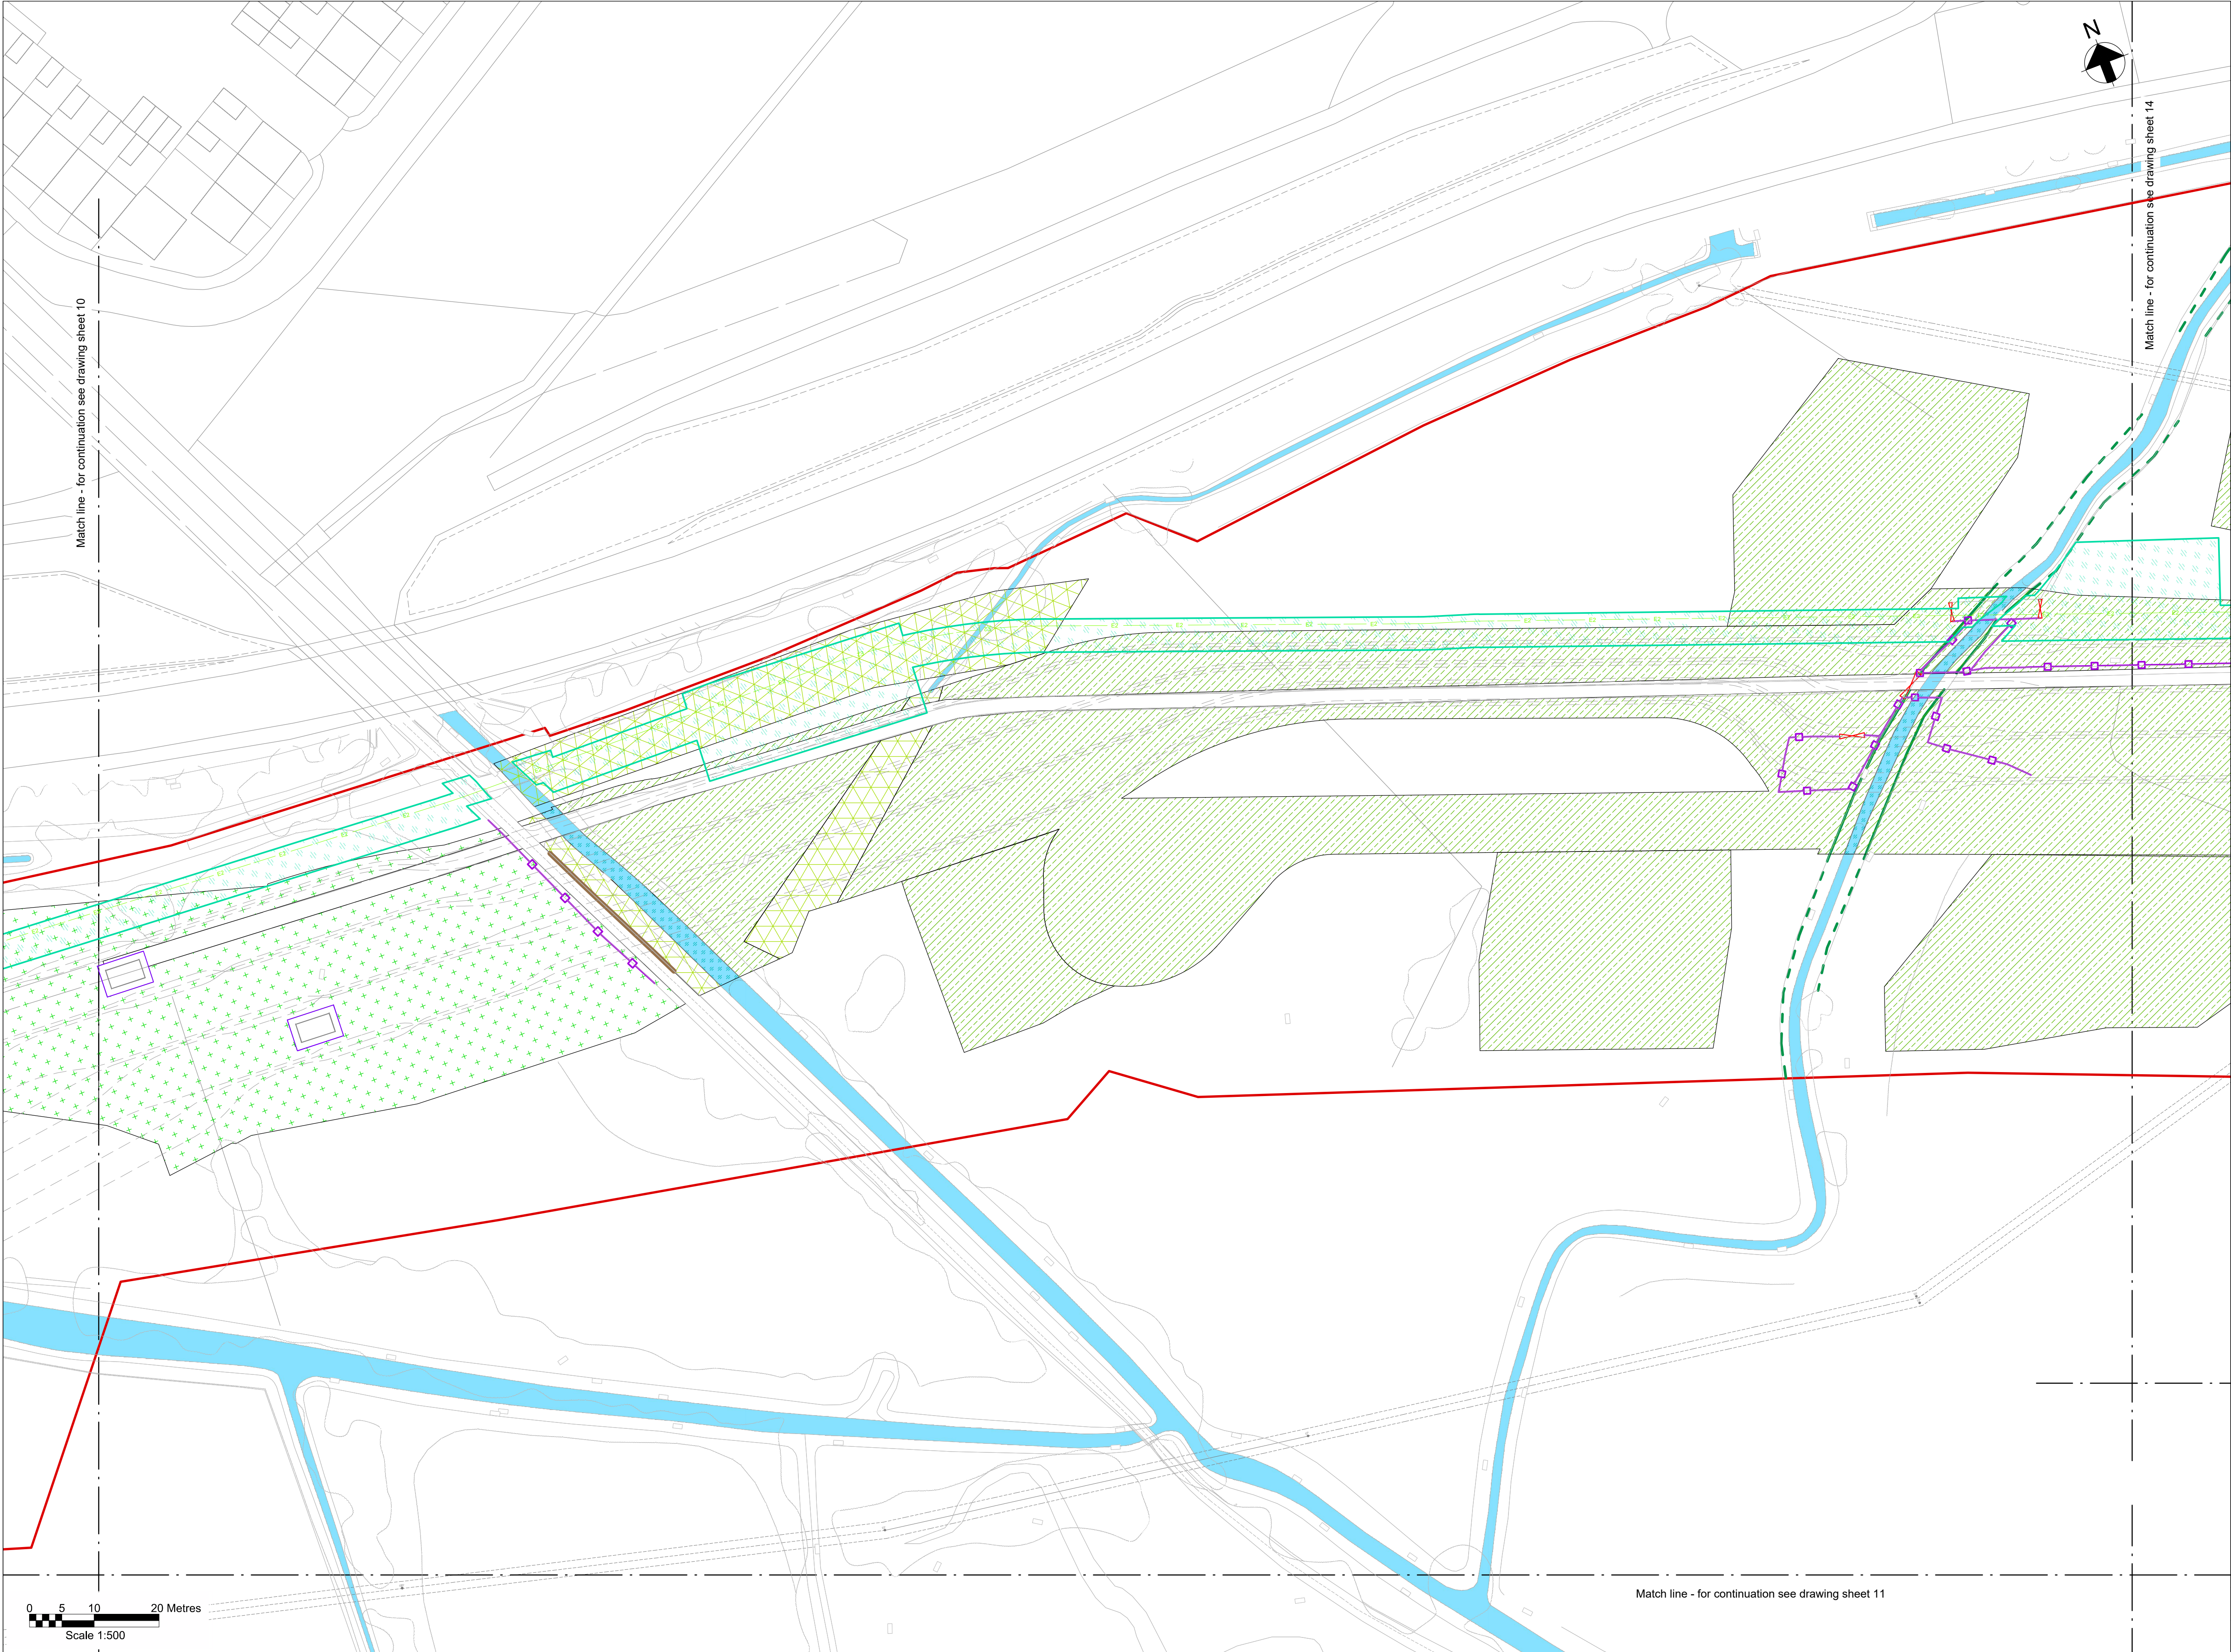 N
Match line - for continuation see drawing sheet 14
Match line - for continuation see drawing sheet 10
Match line - for continuation see drawing sheet 11
0 5 10 20 Metres
Scale 1:500